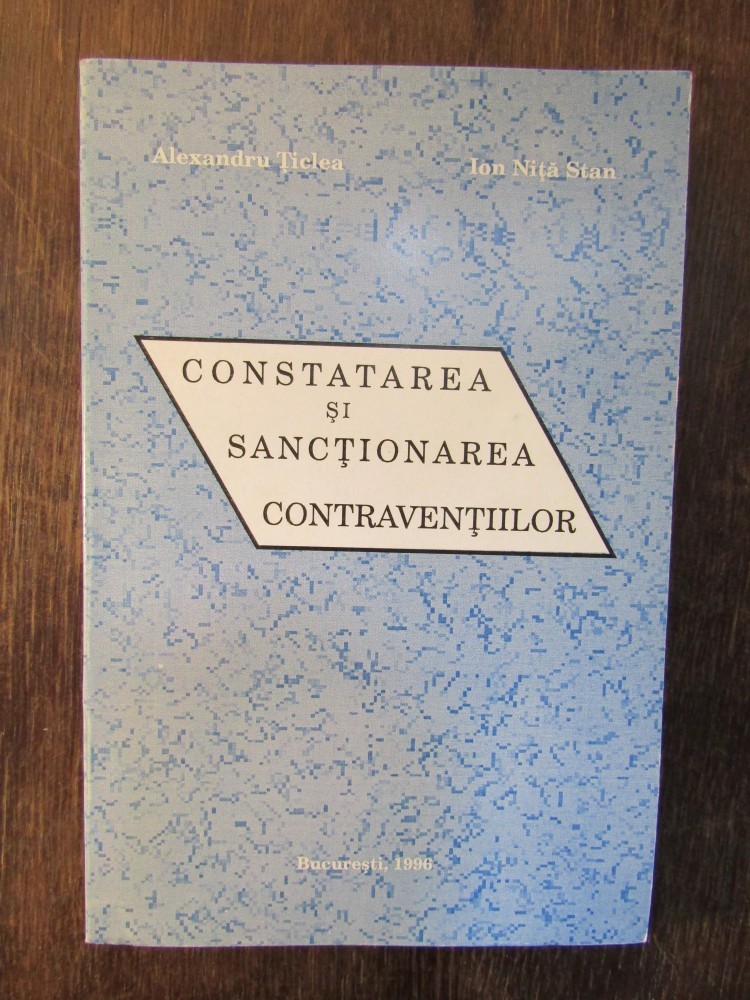 Alexandru Ţiclea
Ion Niţă Stan
CONSTATAREA
ŞI
SANCŢIONAREA
CONTRAVENŢIILOR
Bucureşti, 1996